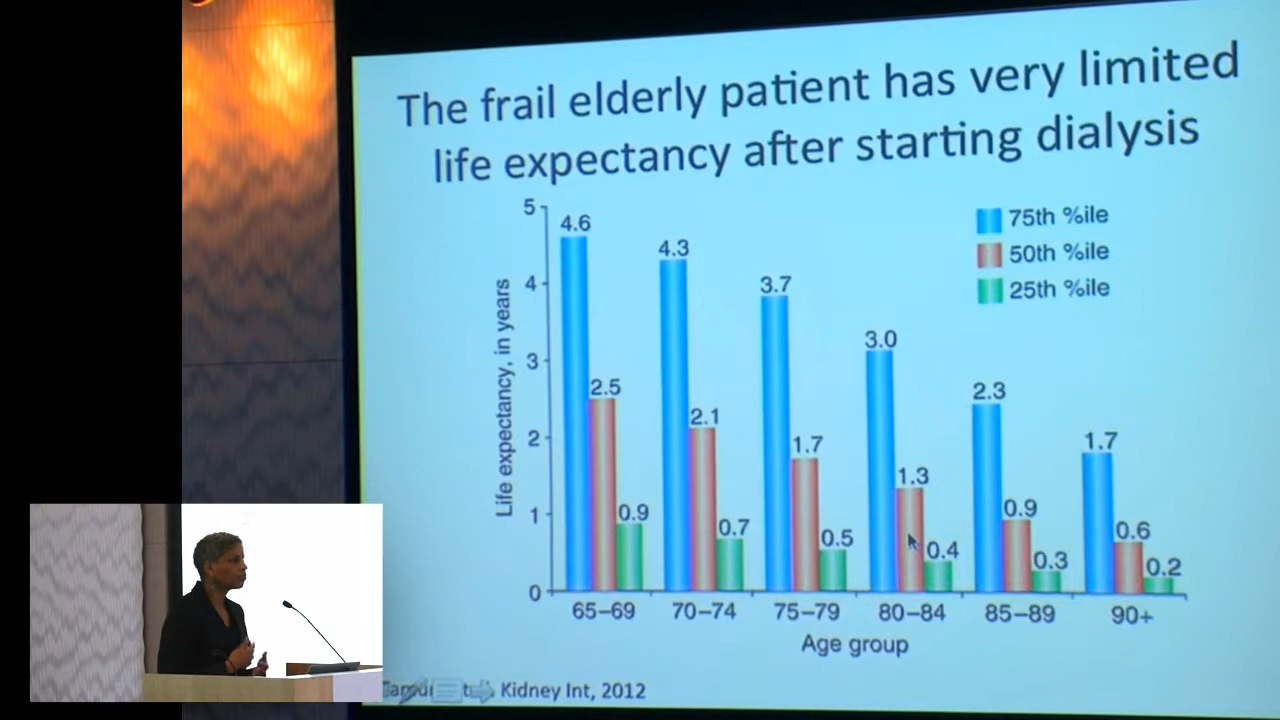 The frail elderly patient has very limited
life expectancy after starting dialysis
5
4
3
2
1
0
Life expectancy, in years
75th %ile
50th %ile
25th %ile
4.6
2.5
0.9
4.3
2.1
0.7
3.7
1.7
0.5
3.0
1.3
0.4
2.3
0.9
0.3
1.7
0.6
0.2
65–69 70–74 75–79 80–84 85–89 90+
Age group
Kidney Int, 2012